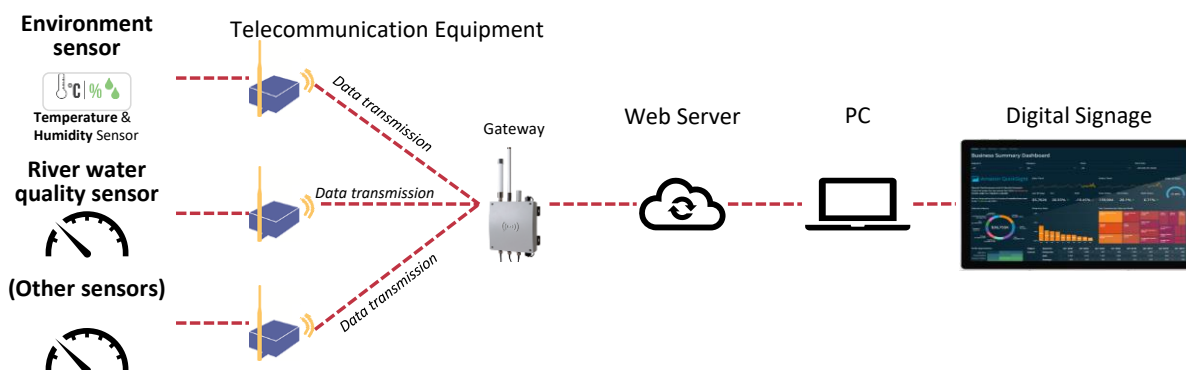 Environment
sensor
°C | %
Temperature &
Humidity Sensor
River water
quality sensor
(Other sensors)
Telecommunication Equipment
Data transmission
Data transmission
Data transmission
Gateway
Web Server
PC
Digital Signage
Business Summary Dashboard